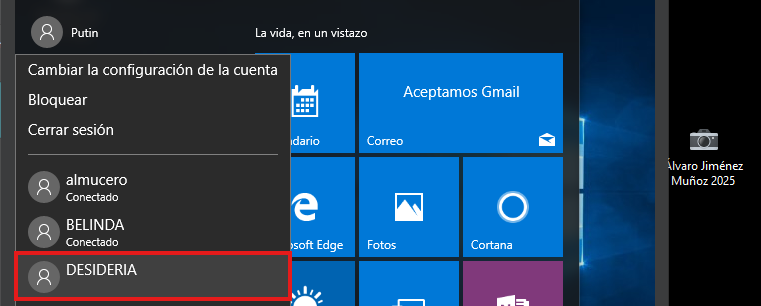 Putin
La vida, en un vistazo
Cambiar la configuración de la cuenta
Bloquear
Cerrar sesión
Aceptamos Gmail
ndario
Correo
almucero
Conectado
BELINDA
Conectado
DESIDERIA
osoft Edge
Fotos
Cortana
Álvaro Jiménez
Muñoz 2025